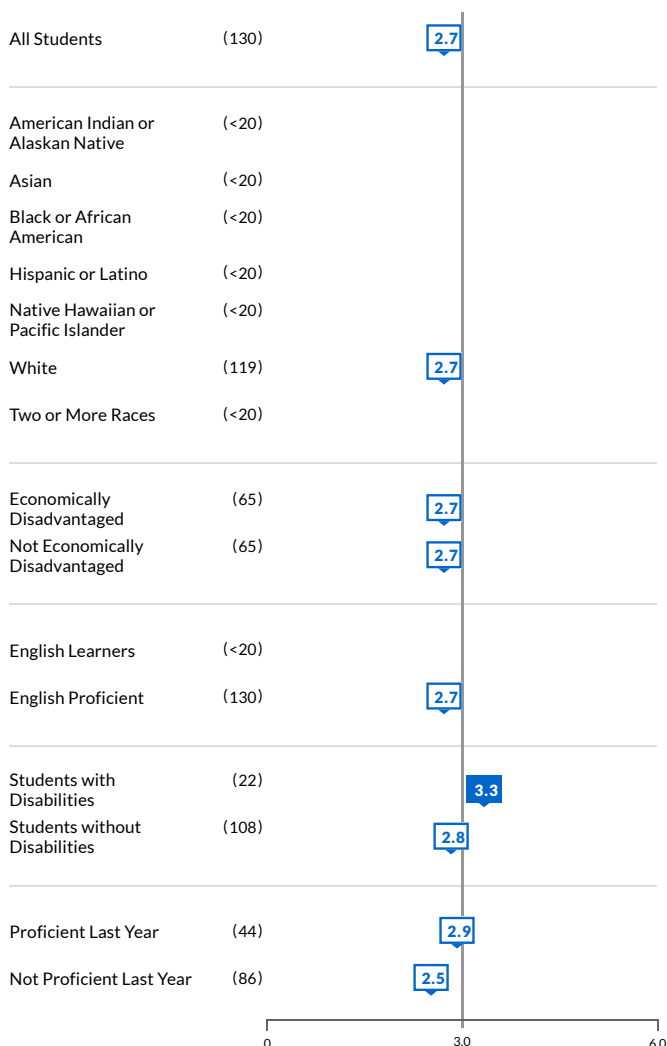 All Students (130) 2.7
American Indian or (<20)
Alaskan Native
Asian (<20)
Black or African (<20)
American
Hispanic or Latino (<20)
Native Hawaiian or (<20)
Pacific Islander
White (119) 2.7
Two or More Races (<20)
Economically (65) 2.7
Disadvantaged
Not Economically (65) 2.7
Disadvantaged
English Learners (<20)
English Proficient (130) 2.7
Students with (22) 3.3
Disabilities
Students without (108) 2.8
Disabilities
Proficient Last Year (44) 2.9
Not Proficient Last Year (86) 2.5
0 3.0 6.0